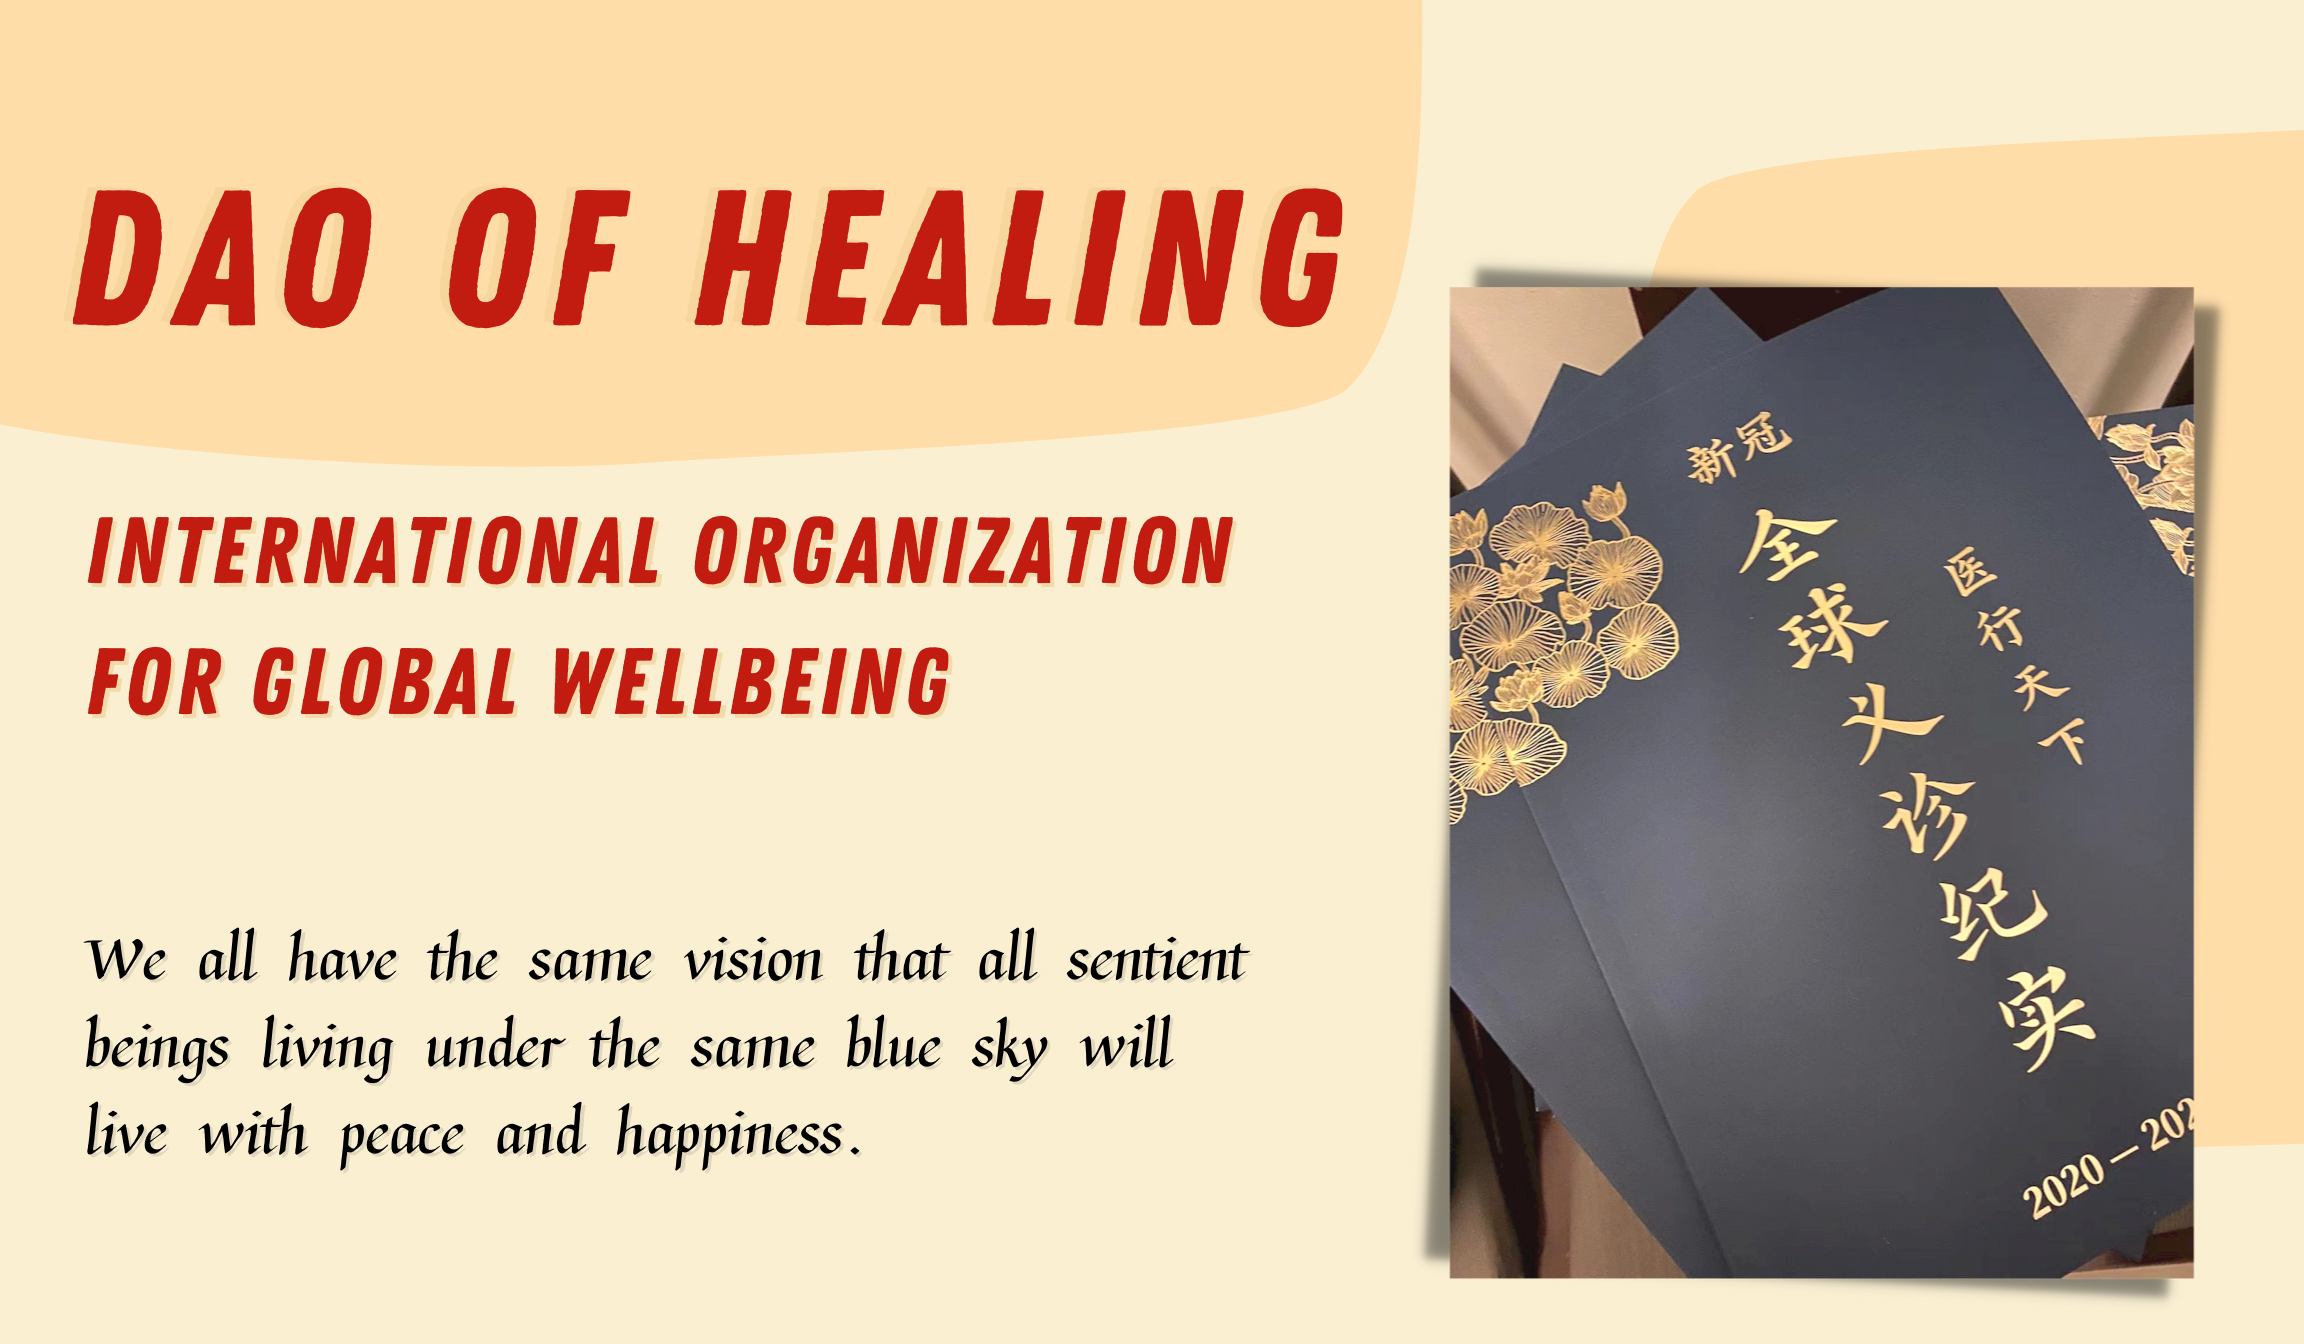 DAO OF HEALING
INTERNATIONAL ORGANIZATION
FOR GLOBAL WELLBEING
We all have the same vision that all sentient
beings living under the same blue sky will
live with peace and happiness.
新冠
全球义诊纪实
医行天下
2020—202